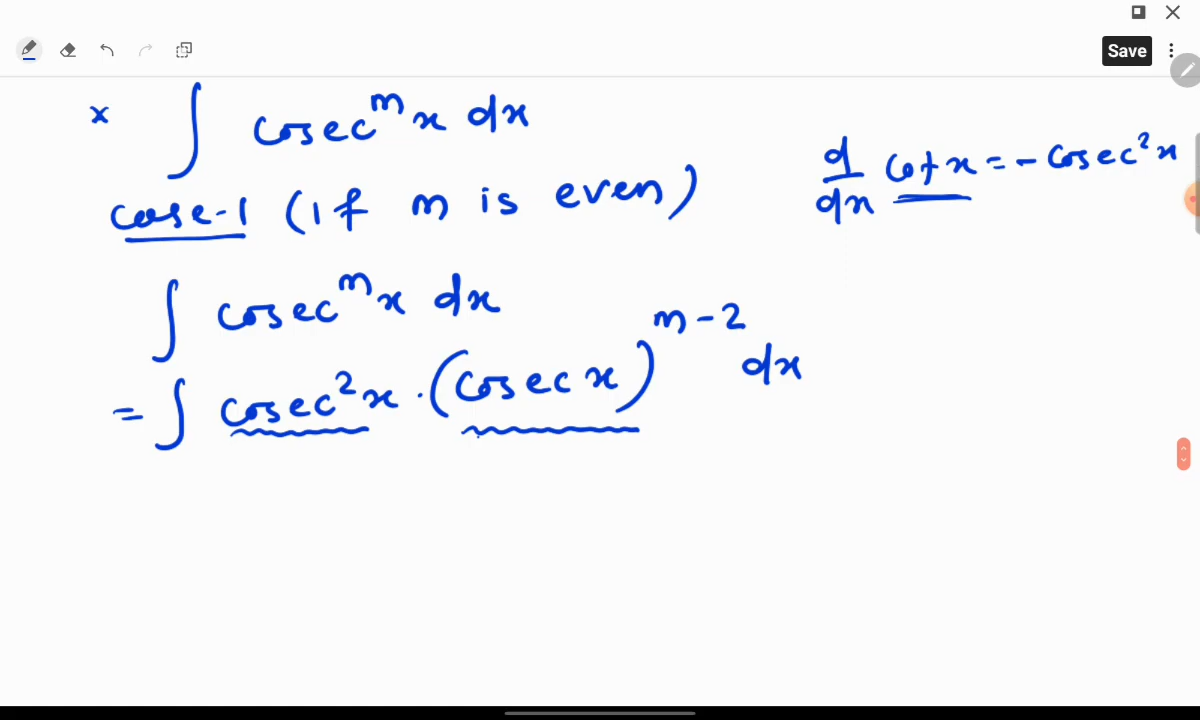 Save
× ∫ cosec^m x dx
d/dx cot x = - cosec² x
case-1 (if m is even)
∫ cosec^m x dx
= ∫ cosec² x · (cosec x)^(m-2) dx